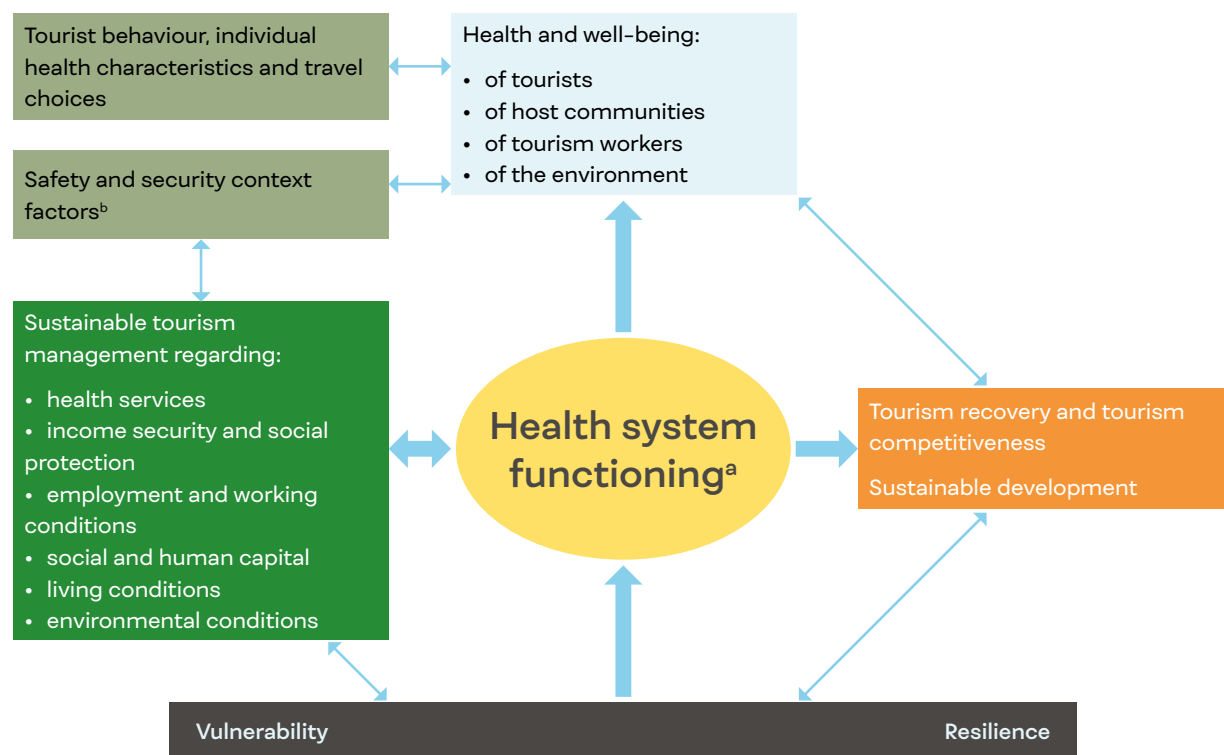 Tourist behaviour, individual
health characteristics and travel
choices
Safety and security context
factorsᵇ
Sustainable tourism
management regarding:
• health services
• income security and social
protection
• employment and working
conditions
• social and human capital
• living conditions
• environmental conditions
Health and well-being:
• of tourists
• of host communities
• of tourism workers
• of the environment
Health system
functioningᵃ
Tourism recovery and tourism
competitiveness
Sustainable development
Vulnerability
Resilience